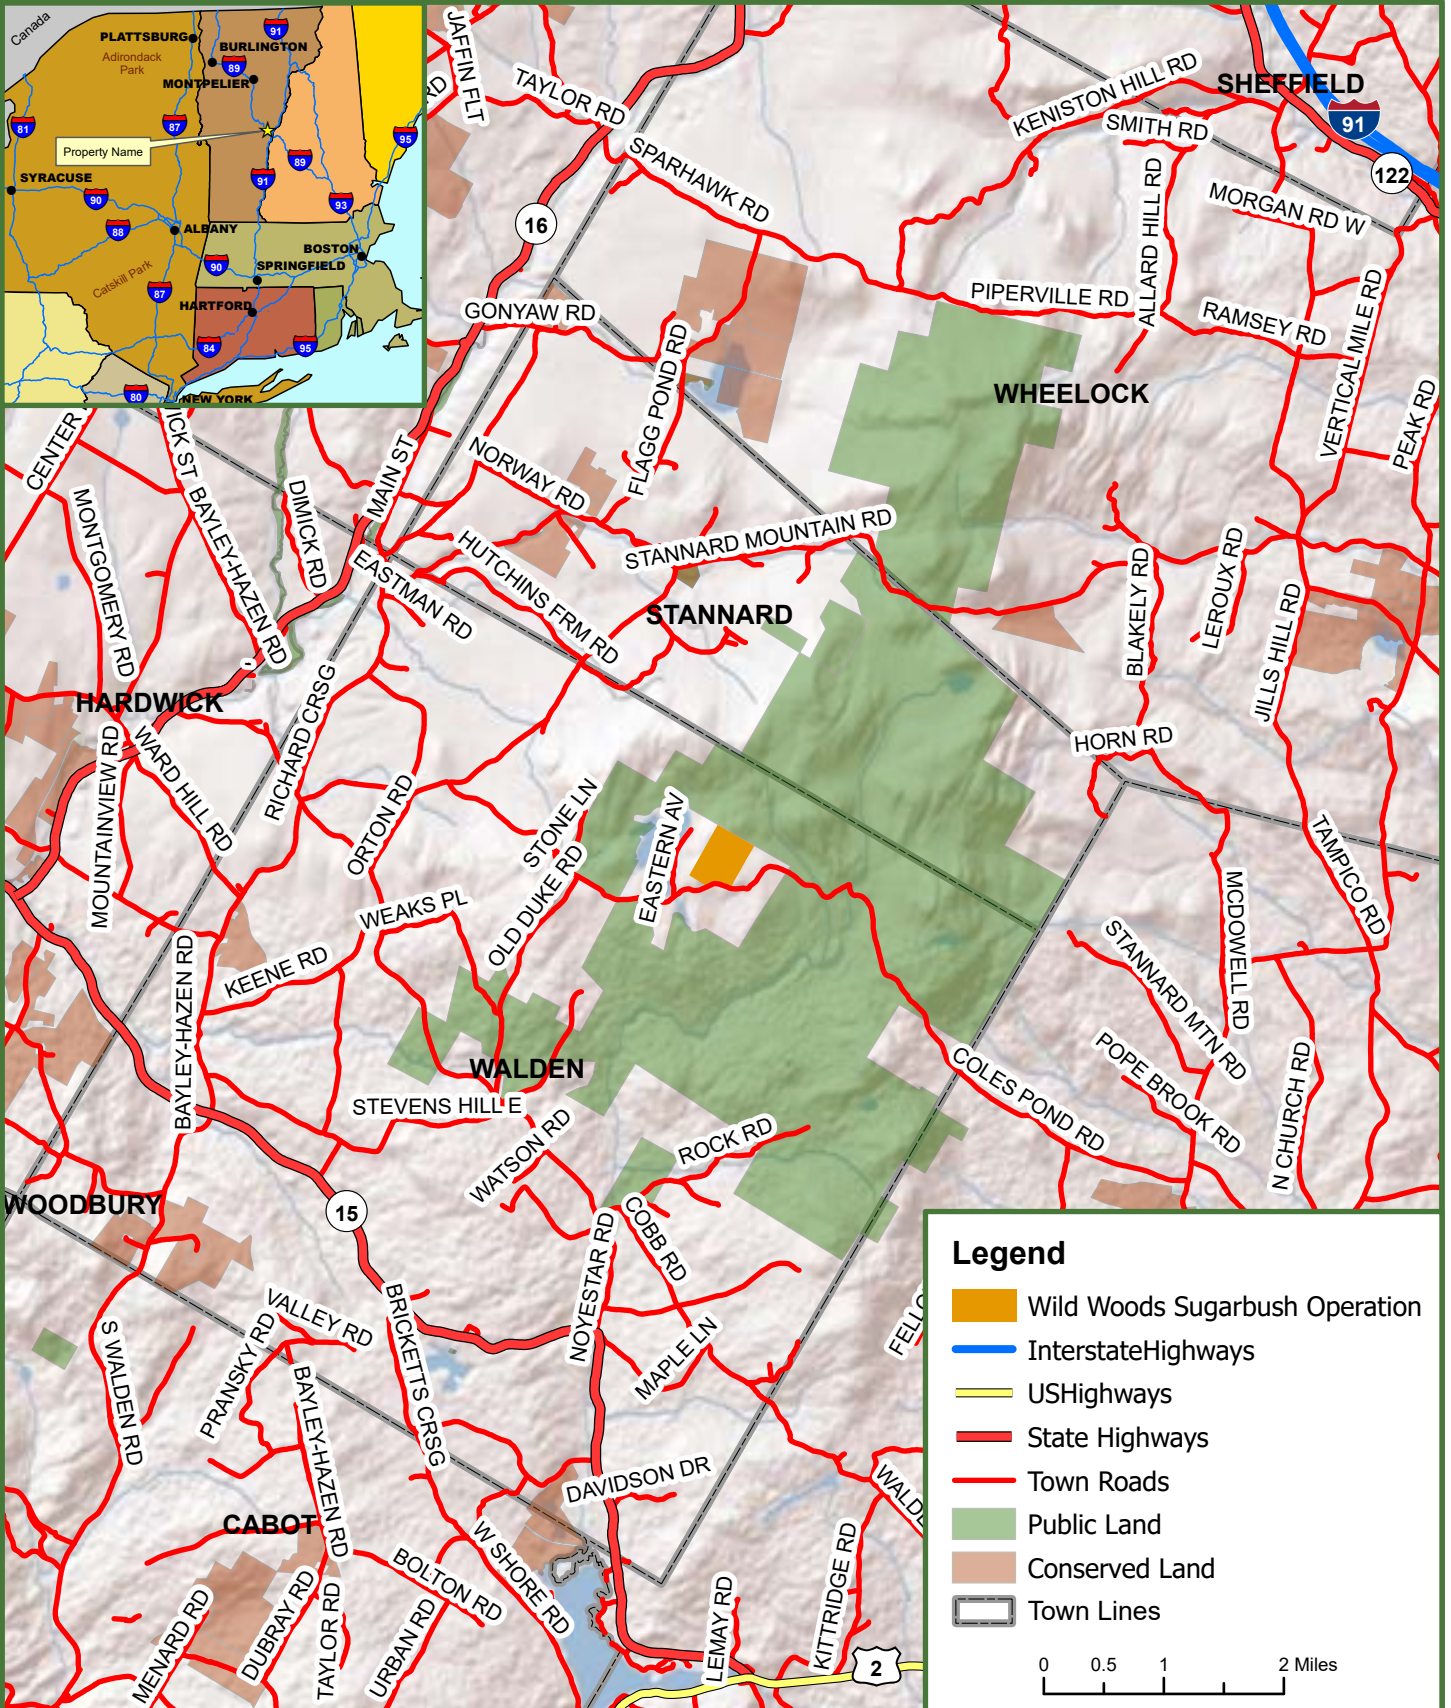 Canada
PLATTSBURG
Adirondack
Park
BURLINGTON
MONTPELIER
91
89
81
87
95
Property Name
89
91
93
SYRACUSE
90
88
ALBANY
BOSTON
90
SPRINGFIELD
Catskill Park
87
HARTFORD
84
95
80
NEW YORK
JAFFIN FLT
RD
TAYLOR RD
SPARHAWK RD
KENISTON HILL RD
SHEFFIELD
SMITH RD
91
122
16
ALLARD HILL RD
MORGAN RD W
PIPERVILLE RD
GONYAW RD
RAMSEY RD
VERTICAL MILE RD
FLAGG POND RD
WHEELOCK
PEAK RD
CENTER
WICK ST
MAIN ST
NORWAY RD
MONTGOMERY RD
BAYLEY-HAZEN RD
DIMICK RD
HUTCHINS FRM RD
STANNARD MOUNTAIN RD
EASTMAN RD
STANNARD
BLAKELY RD
LEROUX RD
JILLS HILL RD
HARDWICK
RICHARD CRSG
MOUNTAINVIEW RD
WARD HILL RD
HORN RD
ORTON RD
STONE LN
EASTERN AV
OLD DUKE RD
TAMPICO RD
WEAKS PL
KEENE RD
MCDOWELL RD
STANNARD MTN RD
BAYLEY-HAZEN RD
WALDEN
COLES POND RD
POPE BROOK RD
N CHURCH RD
STEVENS HILL E
WATSON RD
ROCK RD
WOODBURY
15
COBB RD
NOYESTAR RD
VALLEY RD
BRICKETTS CRSG
PRANSKY RD
S WALDEN RD
MAPLE LN
FELLO
BAYLEY-HAZEN RD
DAVIDSON DR
CABOT
WALDE
W SHORE RD
BOLTON RD
KITTRIDGE RD
MENARD RD
DUBRAY RD
TAYLOR RD
URBAN RD
LEMAY RD
2
Legend
Wild Woods Sugarbush Operation
InterstateHighways
USHighways
State Highways
Town Roads
Public Land
Conserved Land
Town Lines
0 0.5 1 2 Miles